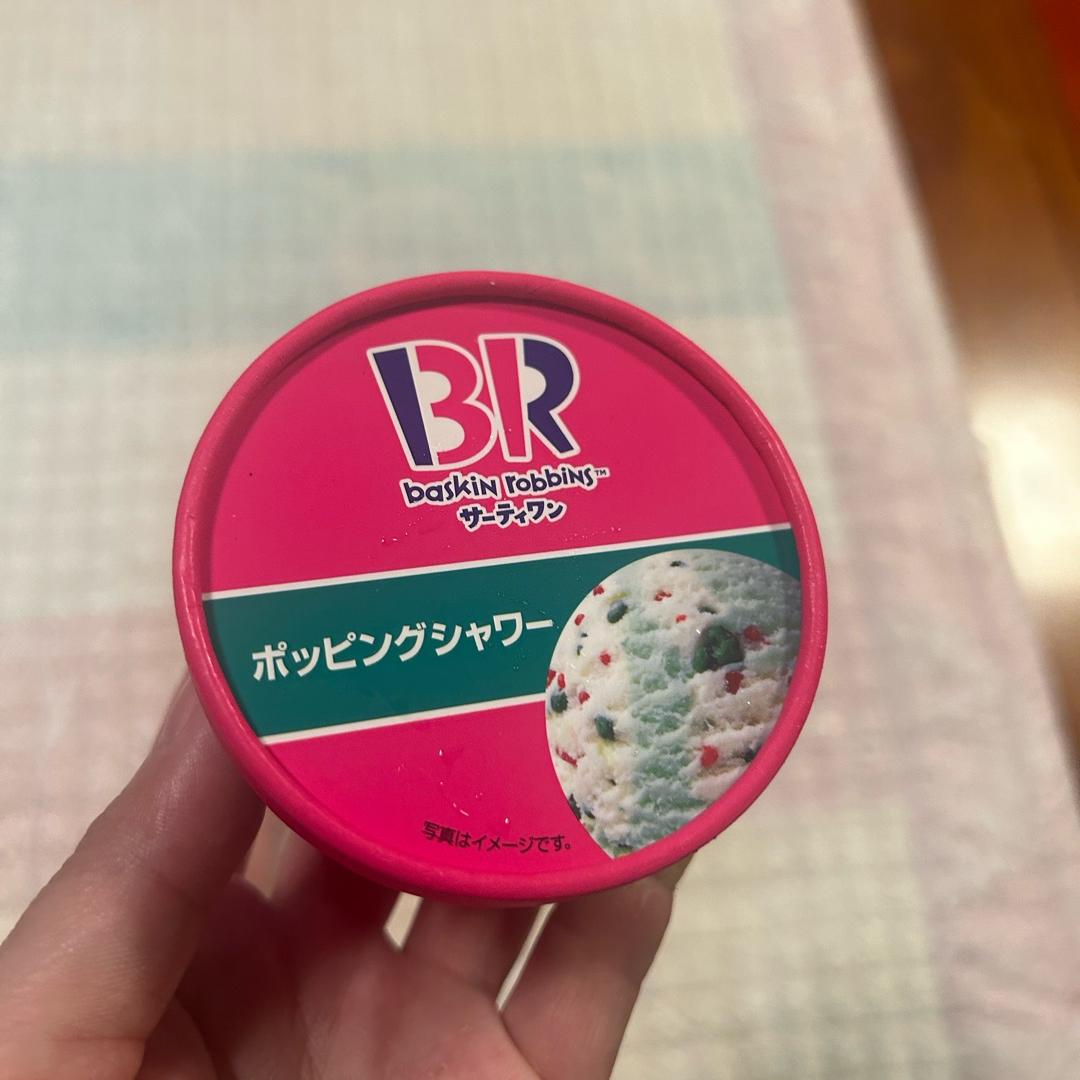 BR
baskin robbins™
サーティワン
ポッピングシャワー
写真はイメージです。